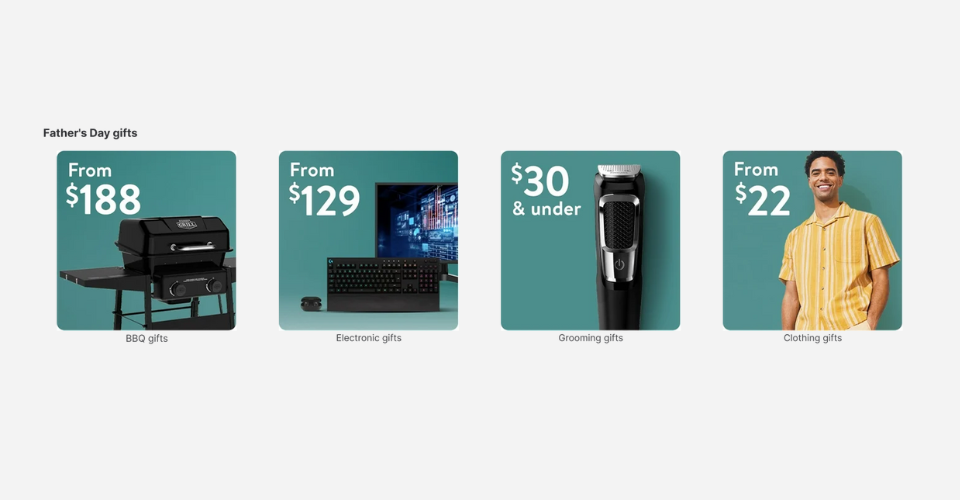 Father's Day gifts
From
$188
GRILL
BBQ gifts
From
$129
Electronic gifts
$30
& under
Grooming gifts
From
$22
Clothing gifts